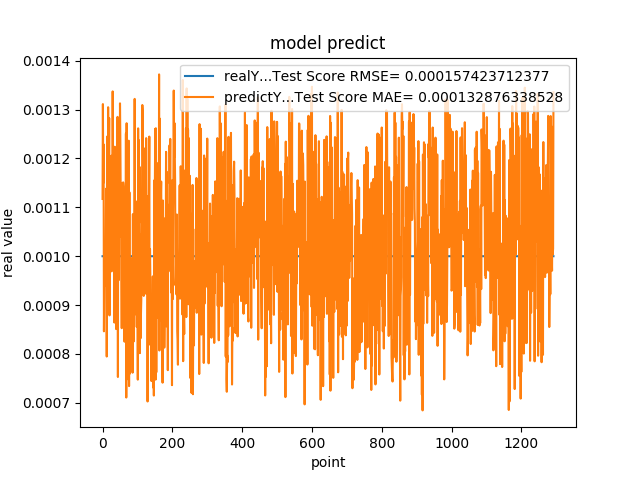 model predict
realY...Test Score RMSE= 0.000157423712377
predictY...Test Score MAE= 0.000132876338528
real value
0.0014
0.0013
0.0012
0.0011
0.0010
0.0009
0.0008
0.0007
0 200 400 600 800 1000 1200
point